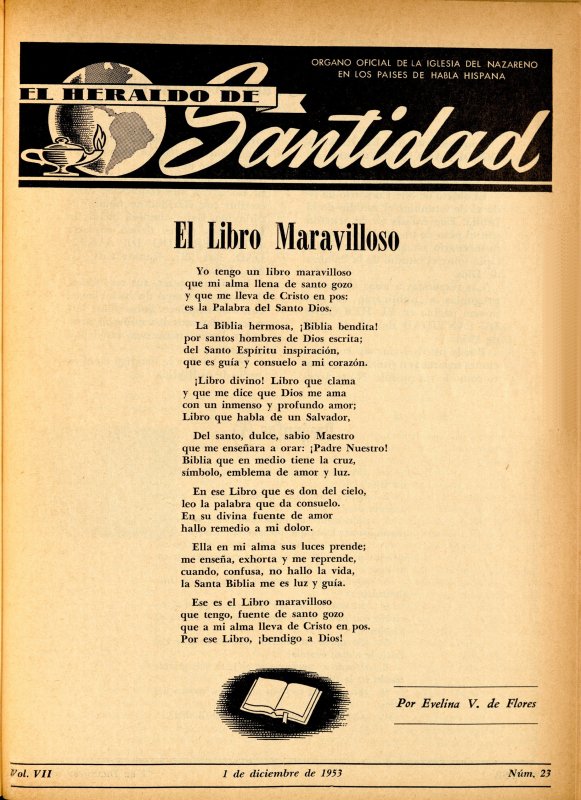 ORGANO OFICIAL DE LA IGLESIA DEL NAZARENO
EN LOS PAISES DE HABLA HISPANA
EL HERALDO DE
Santidad
El Libro Maravilloso
Yo tengo un libro maravilloso
que mi alma llena de santo gozo
y que me lleva de Cristo en pos:
es la Palabra del Santo Dios.
La Biblia hermosa, ¡Biblia bendita!
por santos hombres de Dios escrita;
del Santo Espíritu inspiración,
que es guía y consuelo a mi corazón.
¡Libro divino! Libro que clama
y que me dice que Dios me ama
con un inmenso y profundo amor;
Libro que habla de un Salvador,
Del santo, dulce, sabio Maestro
que me enseñara a orar: ¡Padre Nuestro!
Biblia que en medio tiene la cruz,
símbolo, emblema de amor y luz.
En ese Libro que es don del cielo,
leo la palabra que da consuelo.
En su divina fuente de amor
hallo remedio a mi dolor.
Ella en mi alma sus luces prende;
me enseña, exhorta y me reprende,
cuando, confusa, no hallo la vida,
la Santa Biblia me es luz y guía.
Ese es el Libro maravilloso
que tengo, fuente de santo gozo
que a mi alma lleva de Cristo en pos.
Por ese Libro, ¡bendigo a Dios!
Por Evelina V. de Flores
Vol. VII 1 de diciembre de 1953 Núm. 23